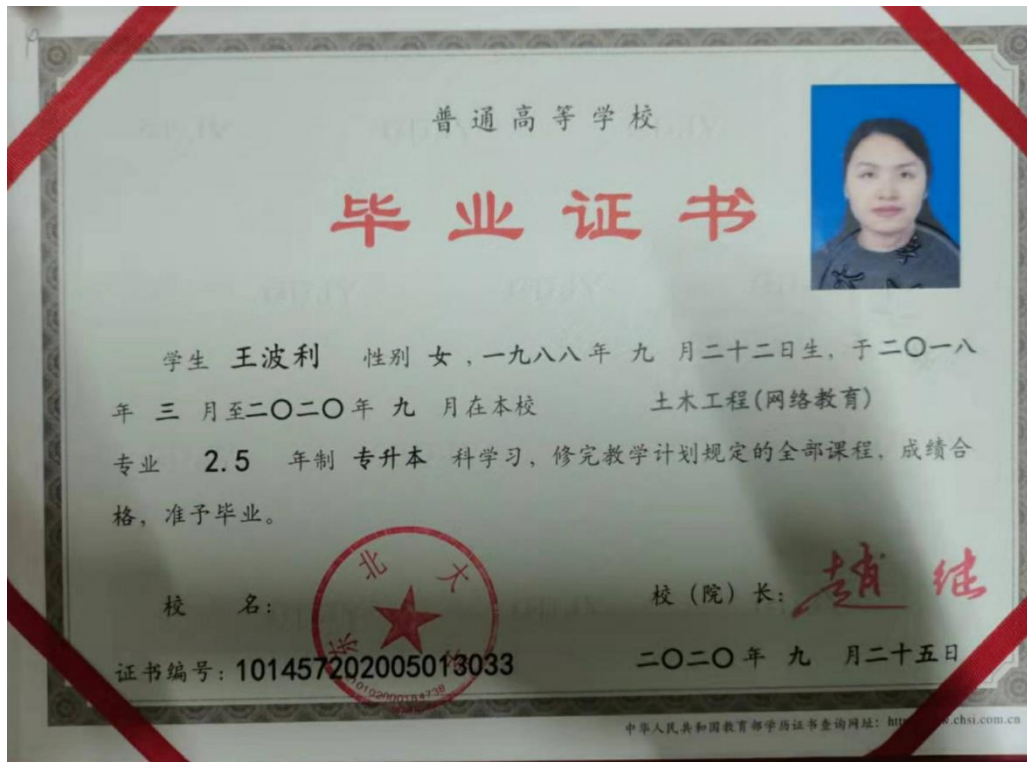 普通高等学校
毕业证书
学生 王波利 性别 女，一九八八年 九 月二十二日生，于二〇一八
年 三 月至二〇二〇年 九 月在本校 土木工程(网络教育)
专业 2.5 年制 专升本 科学习，修完教学计划规定的全部课程，成绩合
格，准予毕业。
东北大学
校 名：
校（院）长：赵继
证书编号：101457202005013033
二〇二〇年 九 月二十五日
中华人民共和国教育部学历证书查询网址：
.chsi.com.cn